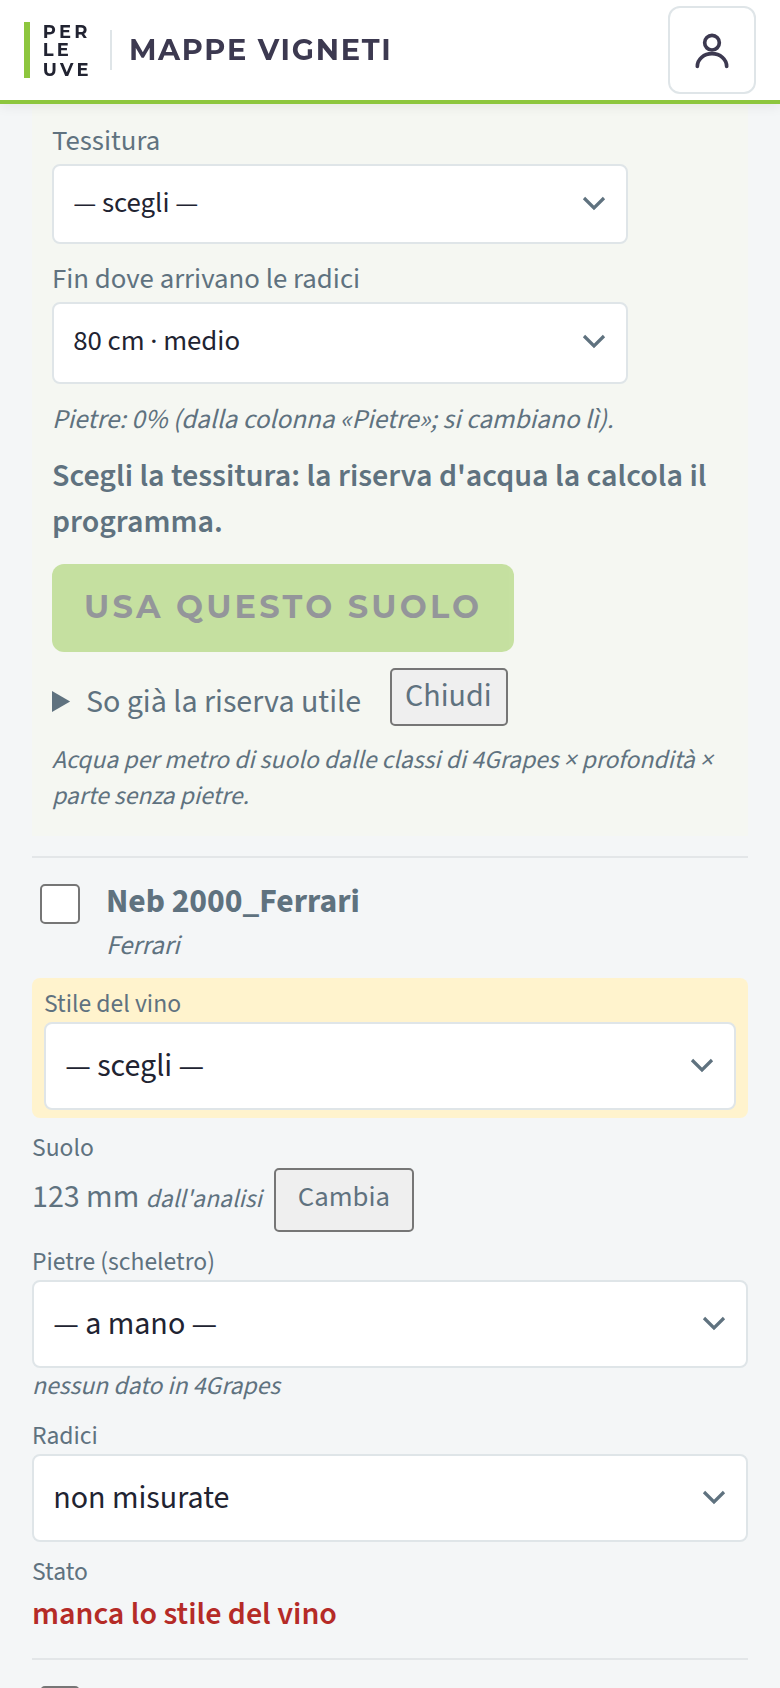 PER
LE
UVE
MAPPE VIGNETI
Tessitura
— scegli —
Fin dove arrivano le radici
80 cm · medio
Pietre: 0% (dalla colonna «Pietre»; si cambiano lì).
Scegli la tessitura: la riserva d'acqua la calcola il
programma.
USA QUESTO SUOLO
So già la riserva utile
Chiudi
Acqua per metro di suolo dalle classi di 4Grapes × profondità ×
parte senza pietre.
Neb 2000_Ferrari
Ferrari
Stile del vino
— scegli —
Suolo
123 mm dall'analisi
Cambia
Pietre (scheletro)
— a mano —
nessun dato in 4Grapes
Radici
non misurate
Stato
manca lo stile del vino